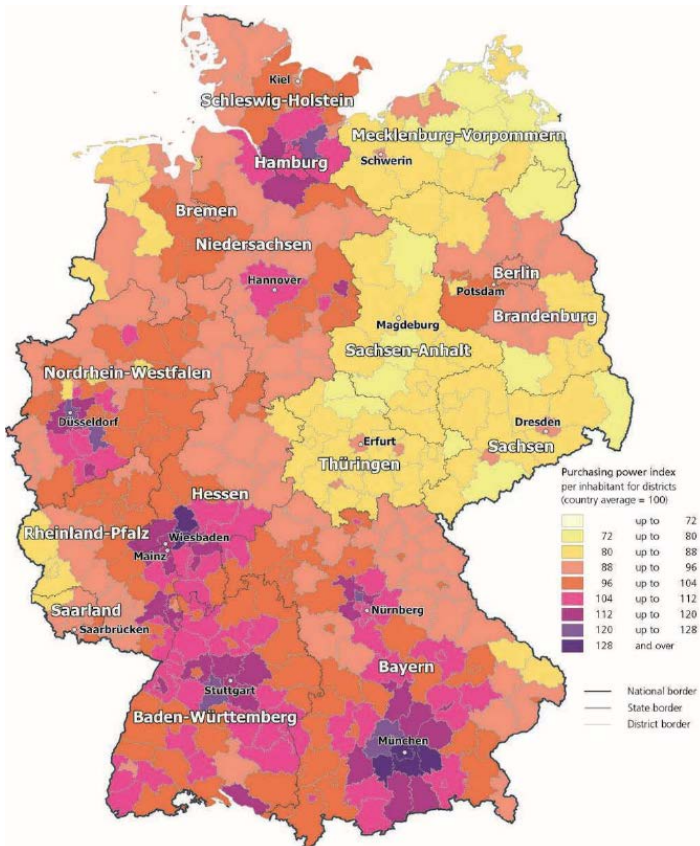 Kiel
Schleswig-Holstein
Mecklenburg-Vorpommern
Schwerin
Hamburg
Bremen
Niedersachsen
Hannover
Berlin
Potsdam
Brandenburg
Magdeburg
Sachsen-Anhalt
Nordrhein-Westfalen
Düsseldorf
Dresden
Erfurt
Sachsen
Thüringen
Purchasing power index
per inhabitant for districts
(country average = 100)
up to 72
72 up to 80
80 up to 88
88 up to 96
96 up to 104
104 up to 112
112 up to 120
120 up to 128
128 and over
Hessen
Rheinland-Pfalz
Wiesbaden
Mainz
Saarland
Saarbrücken
Nürnberg
Bayern
Stuttgart
Baden-Württemberg
München
National border
State border
District border